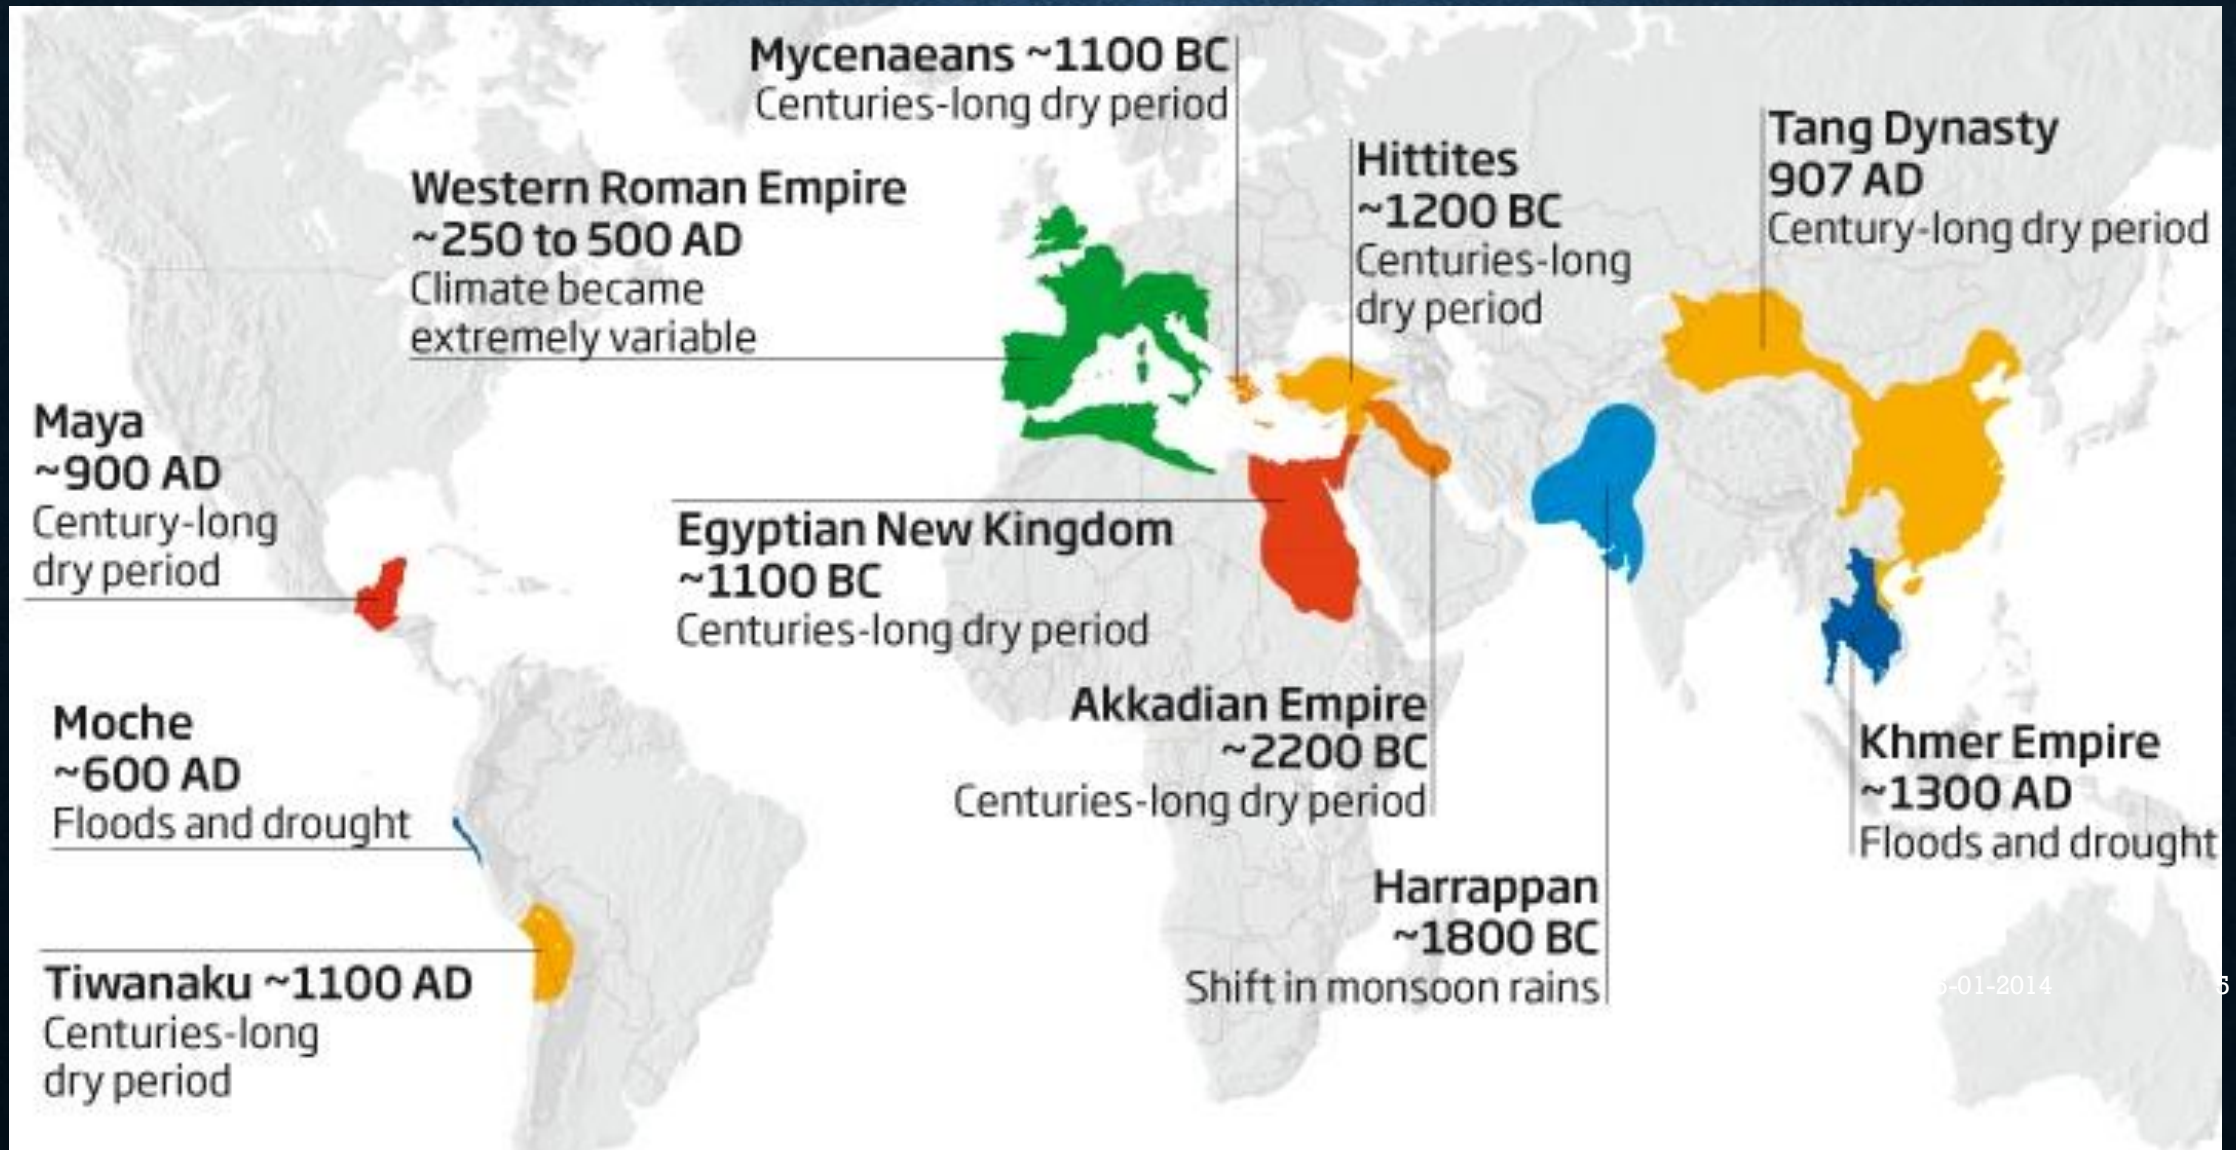 Mycenaeans ~1100 BC
Centuries-long dry period
Tang Dynasty
907 AD
Century-long dry period
Hittites
~1200 BC
Centuries-long
dry period
Western Roman Empire
~250 to 500 AD
Climate became
extremely variable
Maya
~900 AD
Century-long
dry period
Egyptian New Kingdom
~1100 BC
Centuries-long dry period
Akkadian Empire
~2200 BC
Centuries-long dry period
Moche
~600 AD
Floods and drought
Khmer Empire
~1300 AD
Floods and drought
Harrappan
~1800 BC
Shift in monsoon rains
Tiwanaku ~1100 AD
Centuries-long
dry period
-01-2014